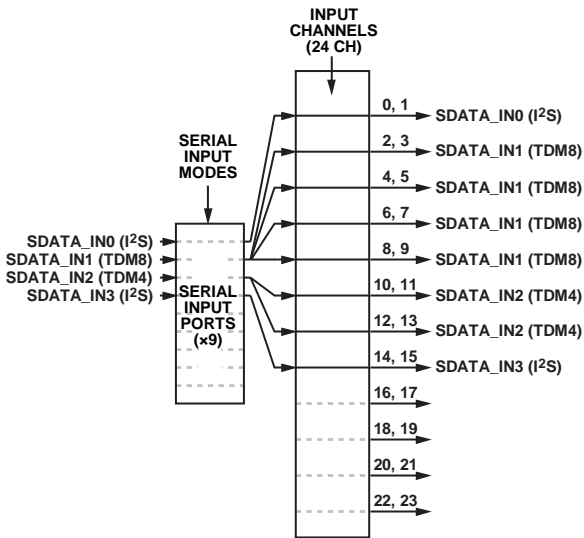 INPUT
CHANNELS
(24 CH)
SERIAL
INPUT
MODES
SDATA_IN0 (I²S)
SDATA_IN1 (TDM8)
SDATA_IN2 (TDM4)
SDATA_IN3 (I²S)
SERIAL
INPUT
PORTS
(×9)
0, 1 SDATA_IN0 (I²S)
2, 3 SDATA_IN1 (TDM8)
4, 5 SDATA_IN1 (TDM8)
6, 7 SDATA_IN1 (TDM8)
8, 9 SDATA_IN1 (TDM8)
10, 11 SDATA_IN2 (TDM4)
12, 13 SDATA_IN2 (TDM4)
14, 15 SDATA_IN3 (I²S)
16, 17
18, 19
20, 21
22, 23